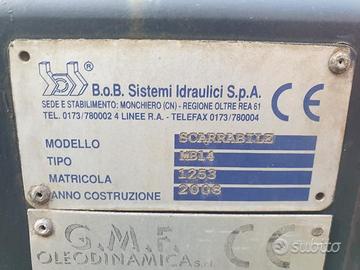 B.o.B. Sistemi Idraulici S.p.A.
SEDE E STABILIMENTO: MONCHIERO (CN) - REGIONE OLTRE REA 61
TEL. 0173/780002 4 LINEE R.A. - TELEFAX 0173/780004
CE
MODELLO SCARRABILE
TIPO MB14
MATRICOLA 1253
ANNO COSTRUZIONE 2008
G.M.F.
OLEODINAMICA s.r.l.
CE
subito